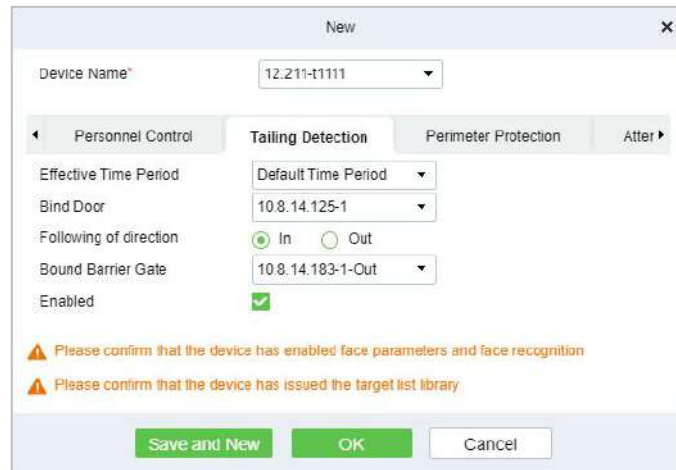 New
Device Name* 12.211-t1111
Personnel Control Tailing Detection Perimeter Protection Atter
Effective Time Period Default Time Period
Bind Door 10.8.14.125-1
Following of direction In Out
Bound Barrier Gate 10.8.14.183-1-Out
Enabled
Please confirm that the device has enabled face parameters and face recognition
Please confirm that the device has issued the target list library
Save and New OK Cancel